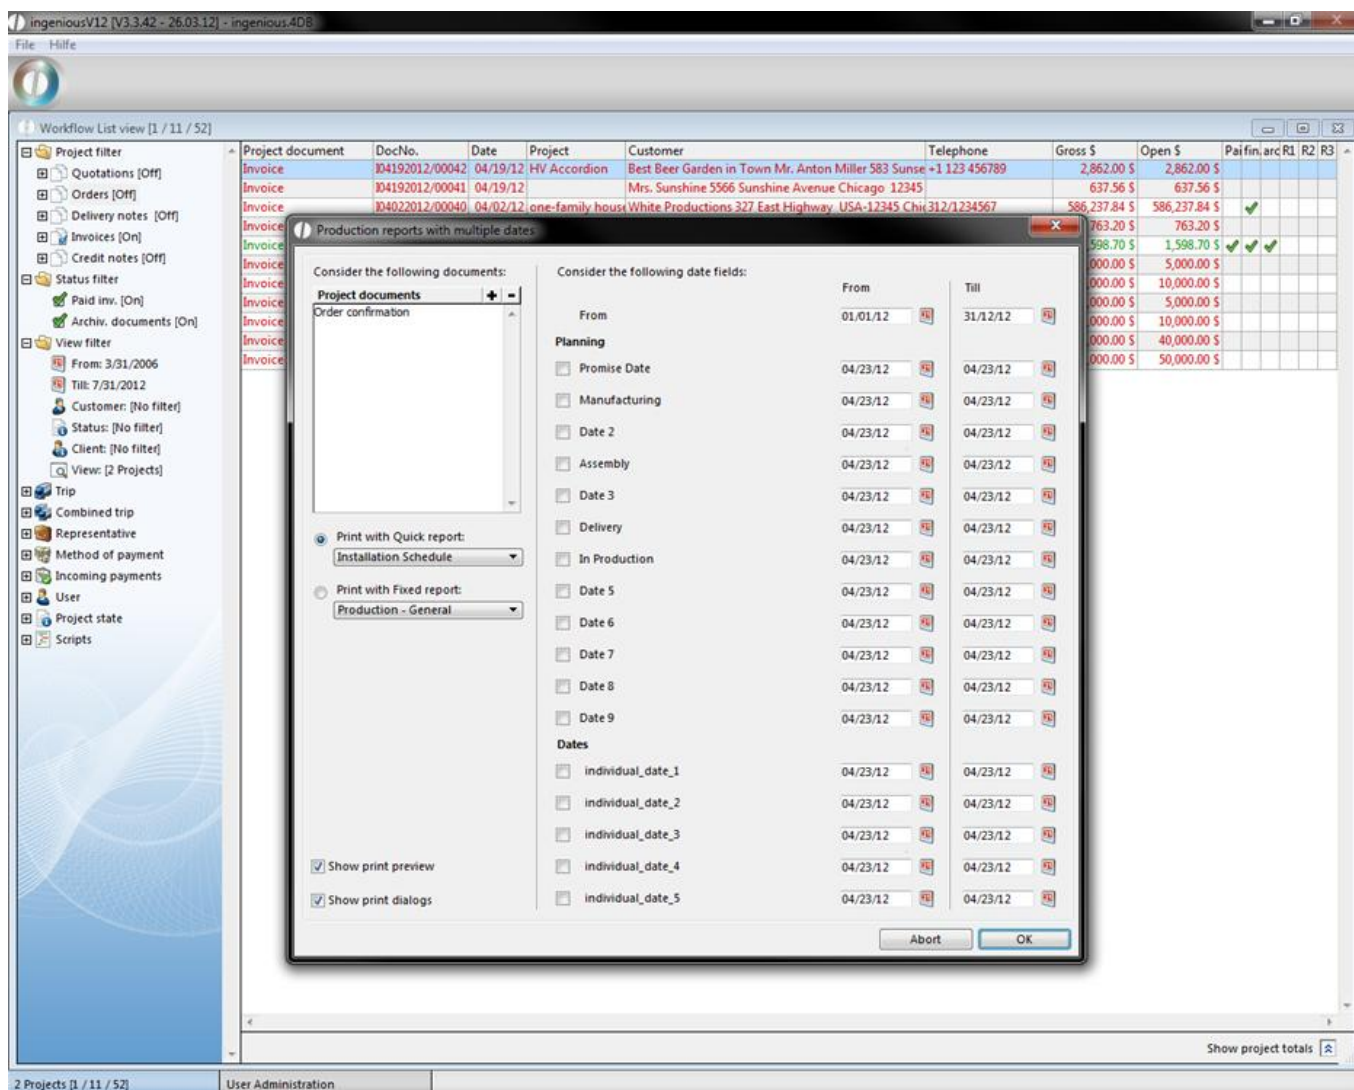 ingeniousV12 [V3.3.42 - 26.03.12] - ingenious.4DB
File Hilfe
Workflow List view [1 / 11 / 52]
Project filter
Quotations [Off]
Orders [Off]
Delivery notes [Off]
Invoices [On]
Credit notes [Off]
Status filter
Paid inv. [On]
Archiv. documents [On]
View filter
From: 3/31/2006
Till: 7/31/2012
Customer: [No filter]
Status: [No filter]
Client: [No filter]
View: [2 Projects]
Trip
Combined trip
Representative
Method of payment
Incoming payments
User
Project state
Scripts
Project document DocNo. Date Project Customer Telephone Gross $ Open $ Pai fin. arc R1 R2 R3
Invoice I04192012/00042 04/19/12 HV Accordion Best Beer Garden in Town Mr. Anton Miller 583 Sunse +1 123 456789 2,862.00 $ 2,862.00 $
Invoice I04192012/00041 04/19/12 Mrs. Sunshine 5566 Sunshine Avenue Chicago 12345 637.56 $ 637.56 $
Invoice I04022012/00040 04/02/12 one-family hous White Productions 327 East Highway USA-12345 Chi 312/1234567 586,237.84 $ 586,237.84 $
Invoice 763.20 $ 763.20 $
Invoice 598.70 $ 1,598.70 $
Invoice 000.00 $ 5,000.00 $
Invoice 000.00 $ 10,000.00 $
Invoice 000.00 $ 5,000.00 $
Invoice 000.00 $ 10,000.00 $
Invoice 000.00 $ 40,000.00 $
Invoice 000.00 $ 50,000.00 $
Production reports with multiple dates
Consider the following documents:
Project documents + -
Order confirmation
Print with Quick report:
Installation Schedule
Print with Fixed report:
Production - General
Show print preview
Show print dialogs
Consider the following date fields:
From Till
From 01/01/12 31/12/12
Planning
Promise Date 04/23/12 04/23/12
Manufacturing 04/23/12 04/23/12
Date 2 04/23/12 04/23/12
Assembly 04/23/12 04/23/12
Date 3 04/23/12 04/23/12
Delivery 04/23/12 04/23/12
In Production 04/23/12 04/23/12
Date 5 04/23/12 04/23/12
Date 6 04/23/12 04/23/12
Date 7 04/23/12 04/23/12
Date 8 04/23/12 04/23/12
Date 9 04/23/12 04/23/12
Dates
individual_date_1 04/23/12 04/23/12
individual_date_2 04/23/12 04/23/12
individual_date_3 04/23/12 04/23/12
individual_date_4 04/23/12 04/23/12
individual_date_5 04/23/12 04/23/12
Abort OK
Show project totals
2 Projects [1 / 11 / 52] User Administration